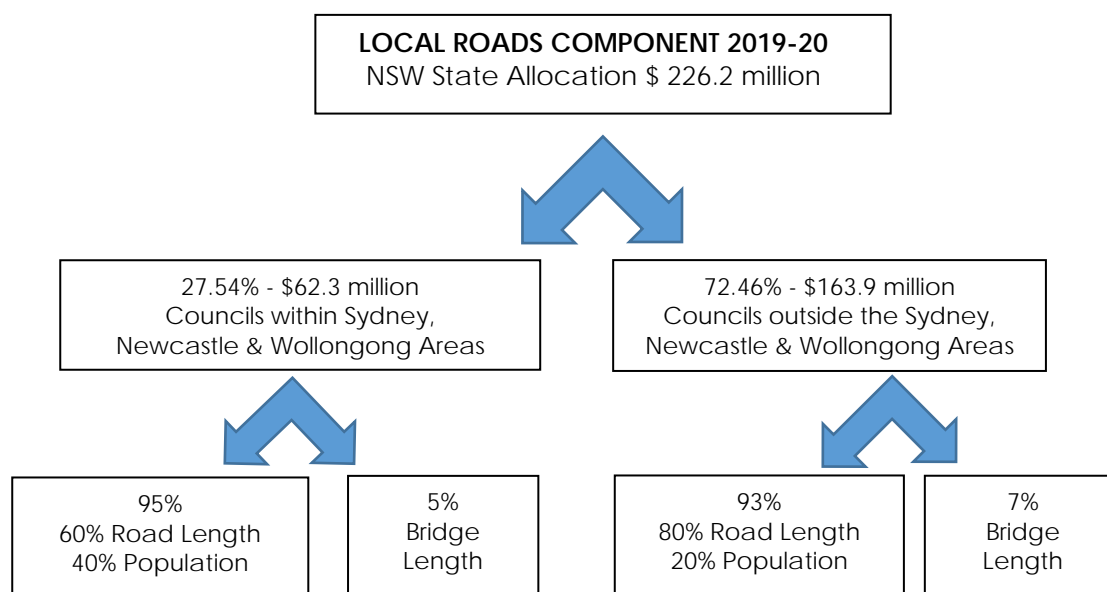 LOCAL ROADS COMPONENT 2019-20
NSW State Allocation $ 226.2 million
27.54% - $62.3 million
Councils within Sydney,
Newcastle & Wollongong Areas
72.46% - $163.9 million
Councils outside the Sydney,
Newcastle & Wollongong Areas
95%
60% Road Length
40% Population
5%
Bridge
Length
93%
80% Road Length
20% Population
7%
Bridge
Length